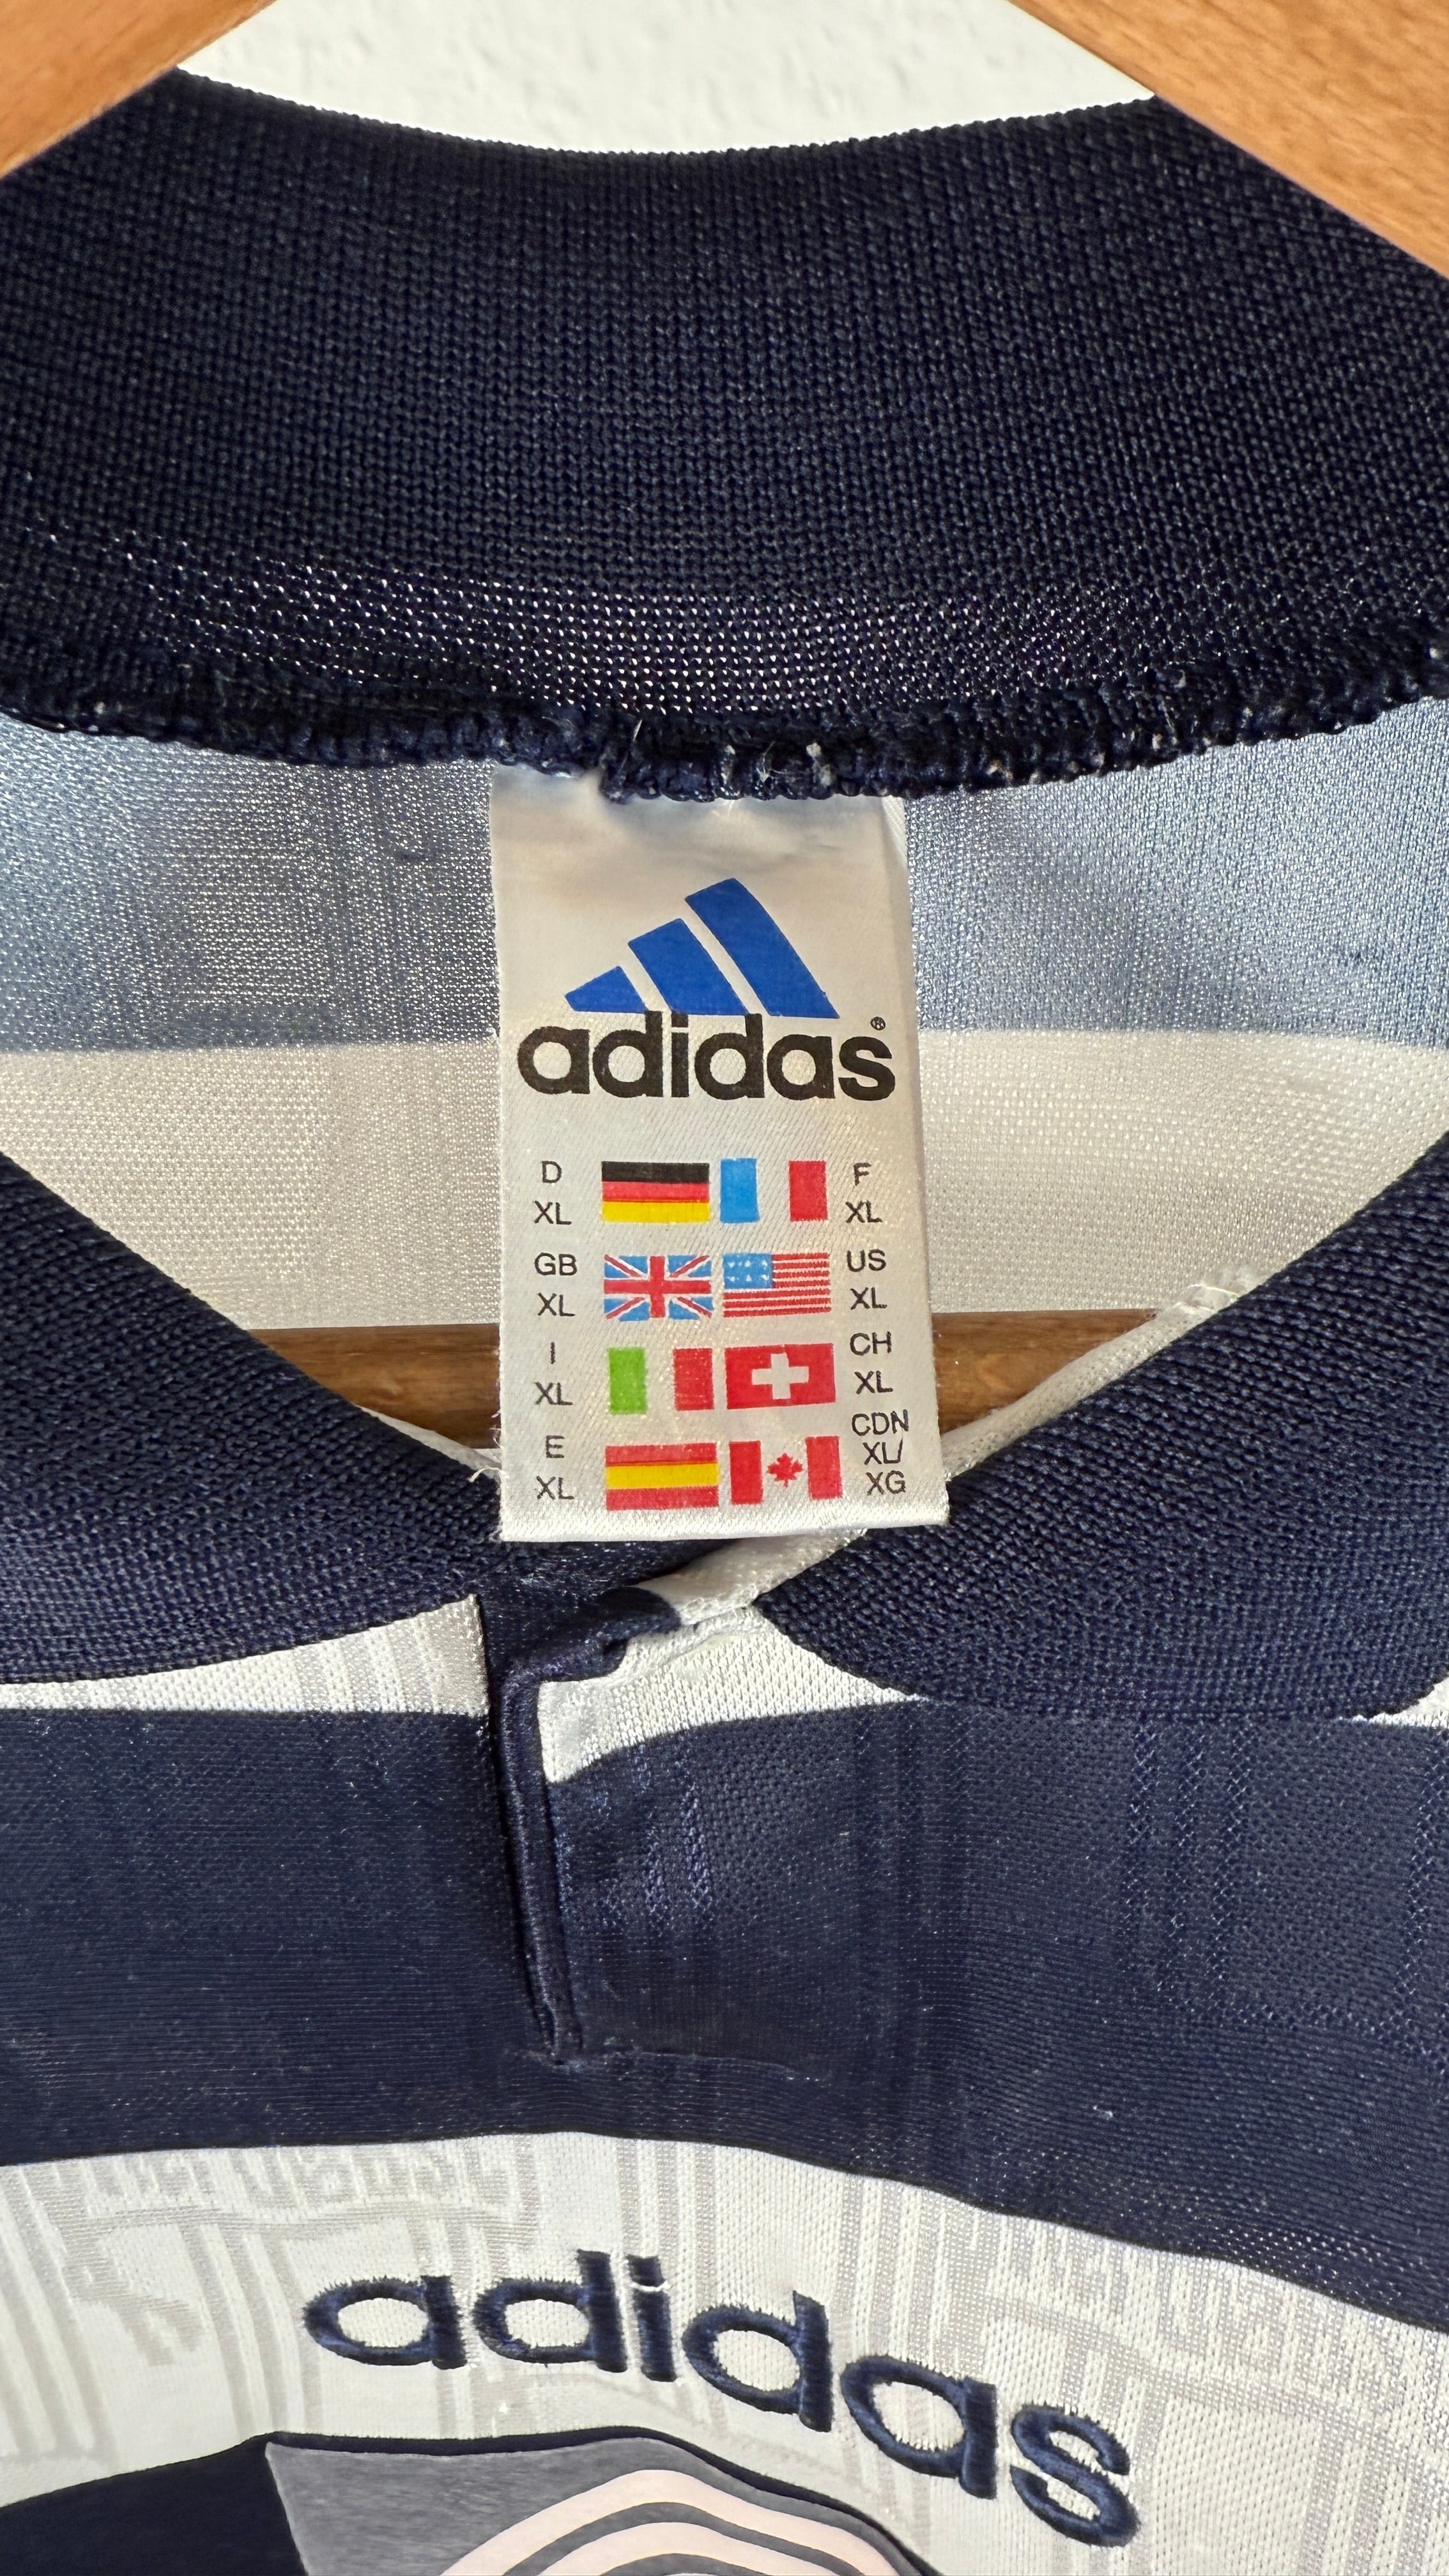 adidas®
D F
XL XL
GB US
XL XL
I CH
XL XL
E CDN
XL XL/
XG
adidas